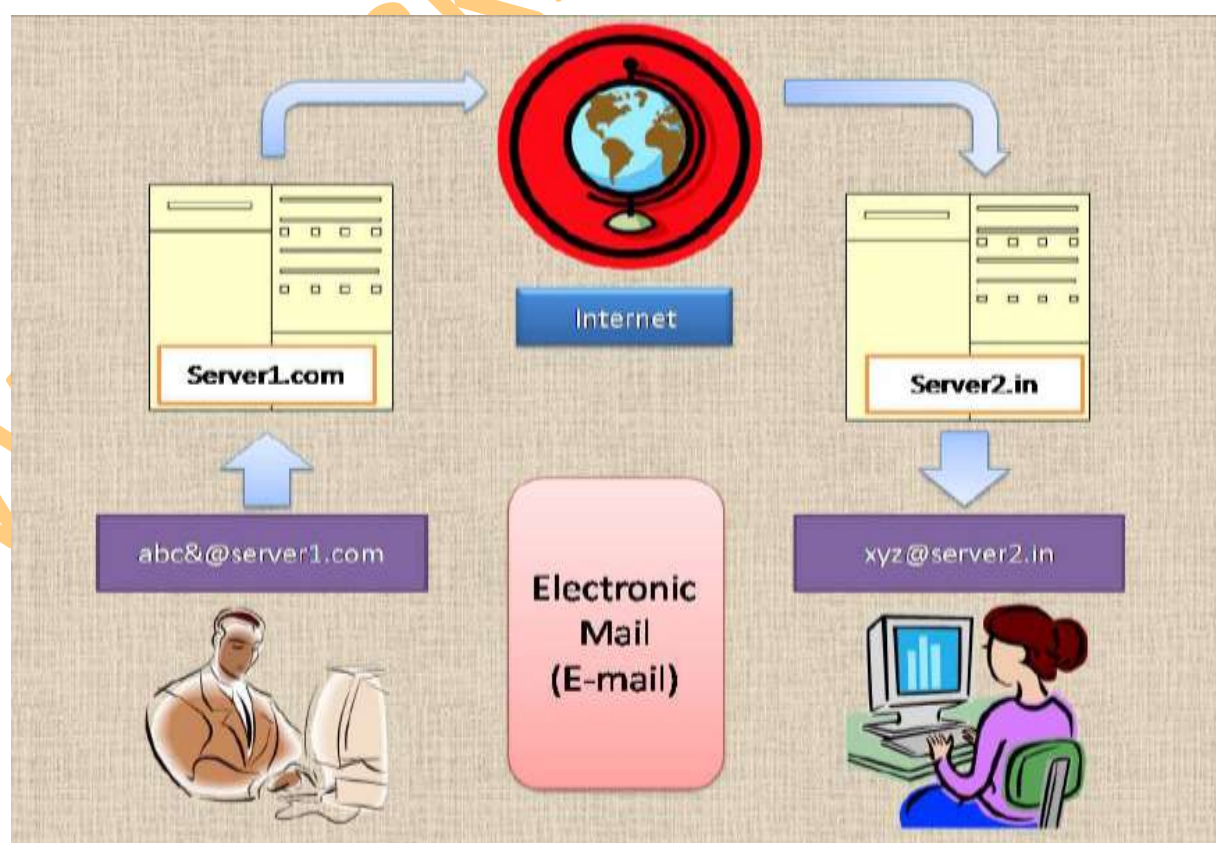 Internet
Server1.com
Server2.in
abc&@server1.com
xyz@server2.in
Electronic
Mail
(E-mail)